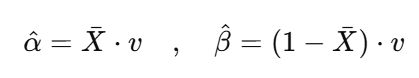 α̂ = X̄ · v , β̂ = (1 − X̄) · v